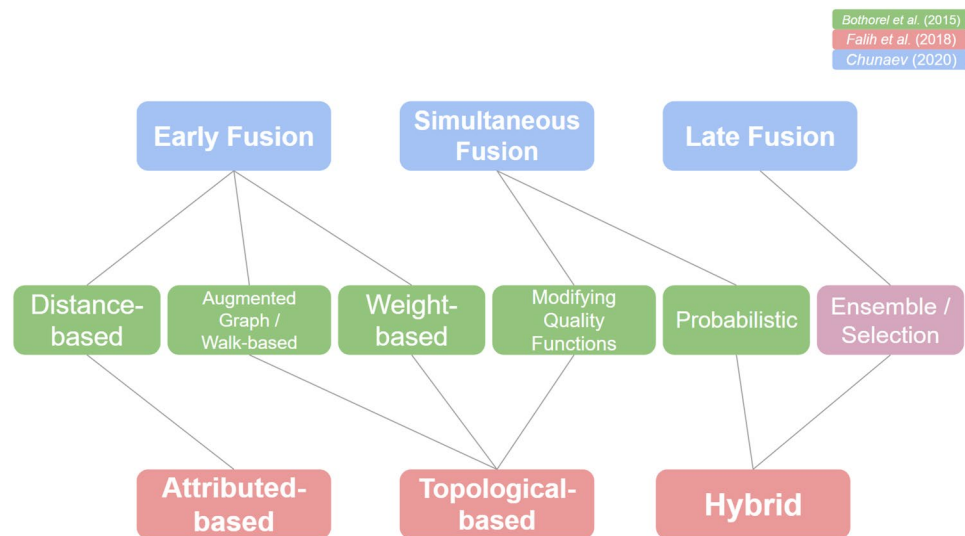 Bothorel et al. (2015)
Falih et al. (2018)
Chunaev (2020)
Early Fusion
Simultaneous
Fusion
Late Fusion
Distance-
based
Augmented
Graph /
Walk-based
Weight-
based
Modifying
Quality
Functions
Probabilistic
Ensemble /
Selection
Attributed-
based
Topological-
based
Hybrid